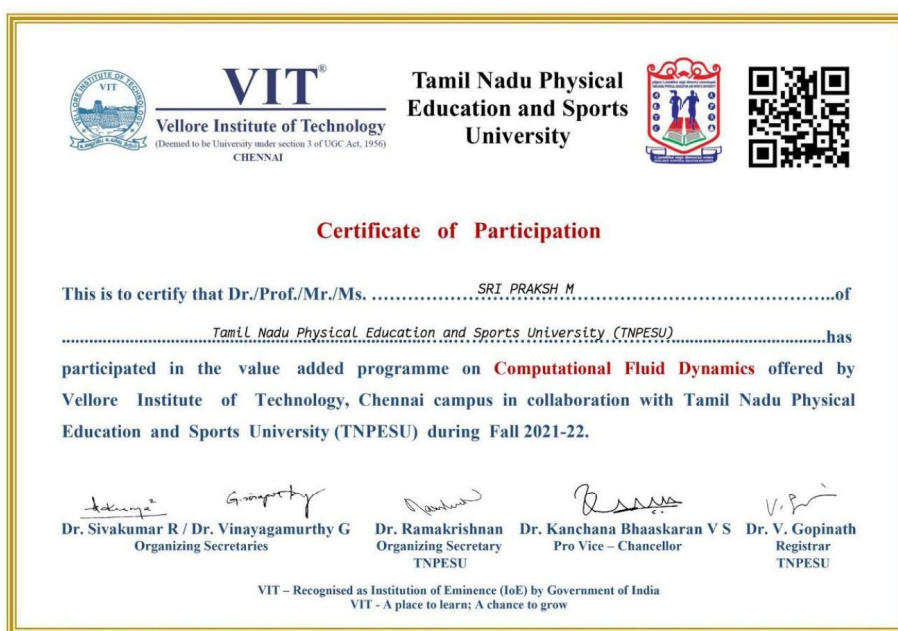 VIT®
Vellore Institute of Technology
(Deemed to be University under section 3 of UGC Act, 1956)
CHENNAI
VELLORE INSTITUTE OF TECHNOLOGY
VIT
Tamil Nadu Physical
Education and Sports
University
Certificate of Participation
This is to certify that Dr./Prof./Mr./Ms. SRI PRAKSH M of
Tamil Nadu Physical Education and Sports University (TNPESU) has
participated in the value added programme on Computational Fluid Dynamics offered by
Vellore Institute of Technology, Chennai campus in collaboration with Tamil Nadu Physical
Education and Sports University (TNPESU) during Fall 2021-22.
Dr. Sivakumar R / Dr. Vinayagamurthy G
Organizing Secretaries
Dr. Ramakrishnan
Organizing Secretary
TNPESU
Dr. Kanchana Bhaaskaran V S
Pro Vice – Chancellor
Dr. V. Gopinath
Registrar
TNPESU
VIT – Recognised as Institution of Eminence (IoE) by Government of India
VIT - A place to learn; A chance to grow